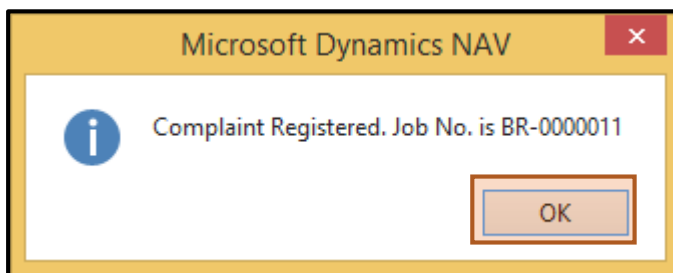 Microsoft Dynamics NAV
Complaint Registered. Job No. is BR-0000011
OK